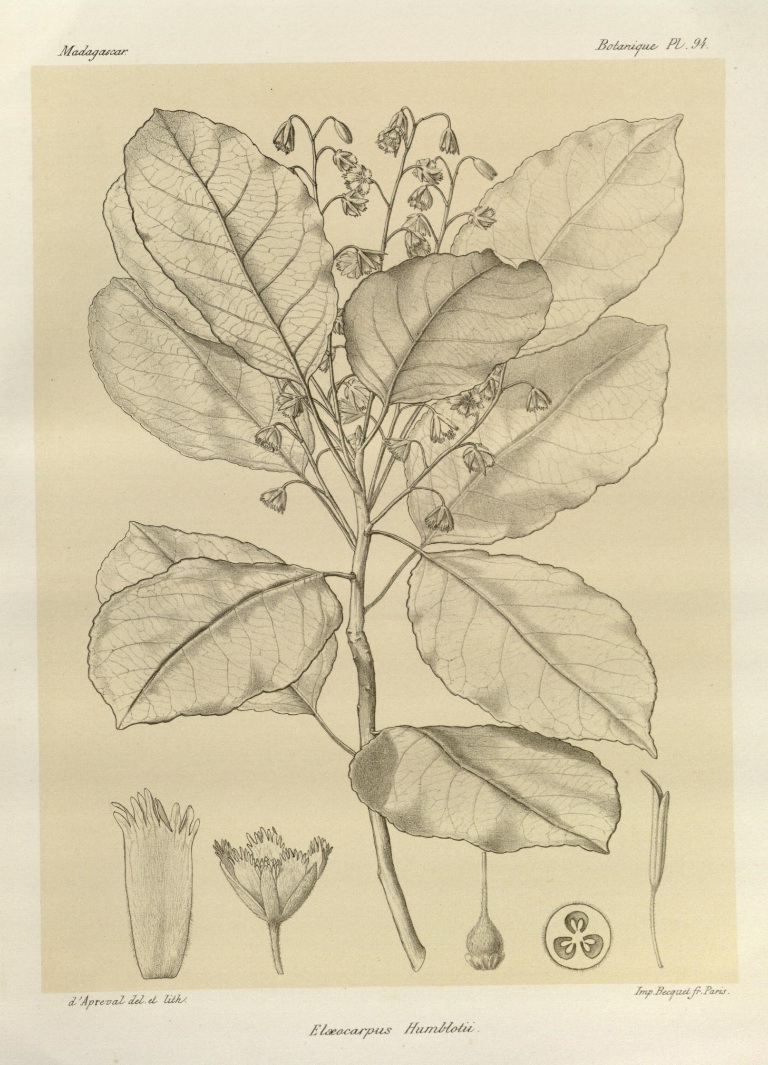 Madagascar
Botanique Pl. 94.
d'Apreval del. et lith.
Imp. Becquet fr. Paris.
Elæocarpus Humblotii.